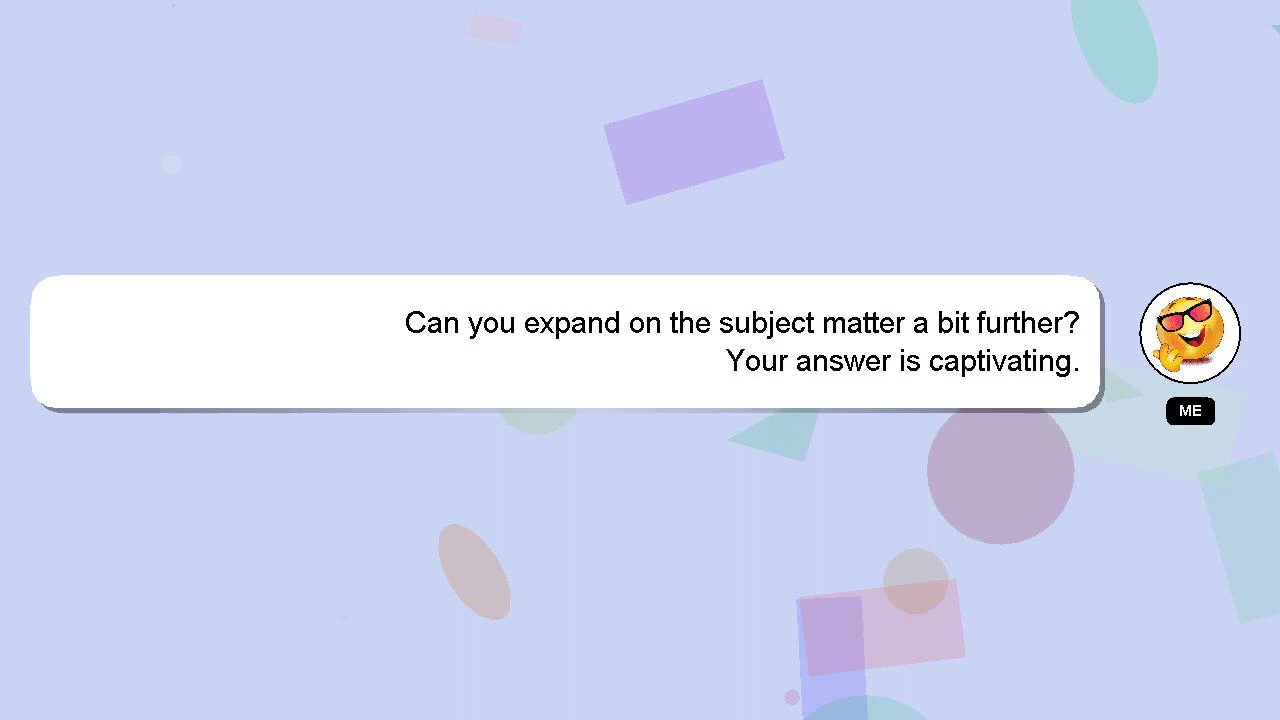 Can you expand on the subject matter a bit further?
Your answer is captivating.
ME